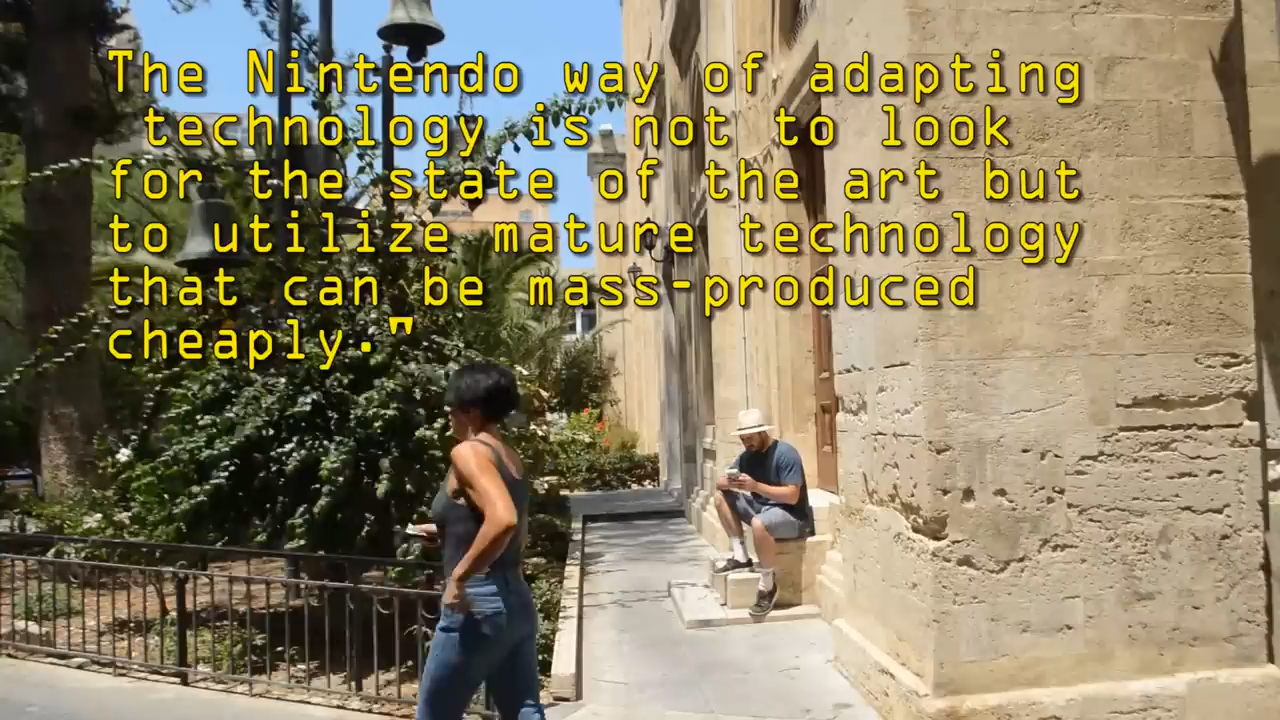 The Nintendo way of adapting
technology is not to look
for the state of the art but
to utilize mature technology
that can be mass-produced
cheaply."